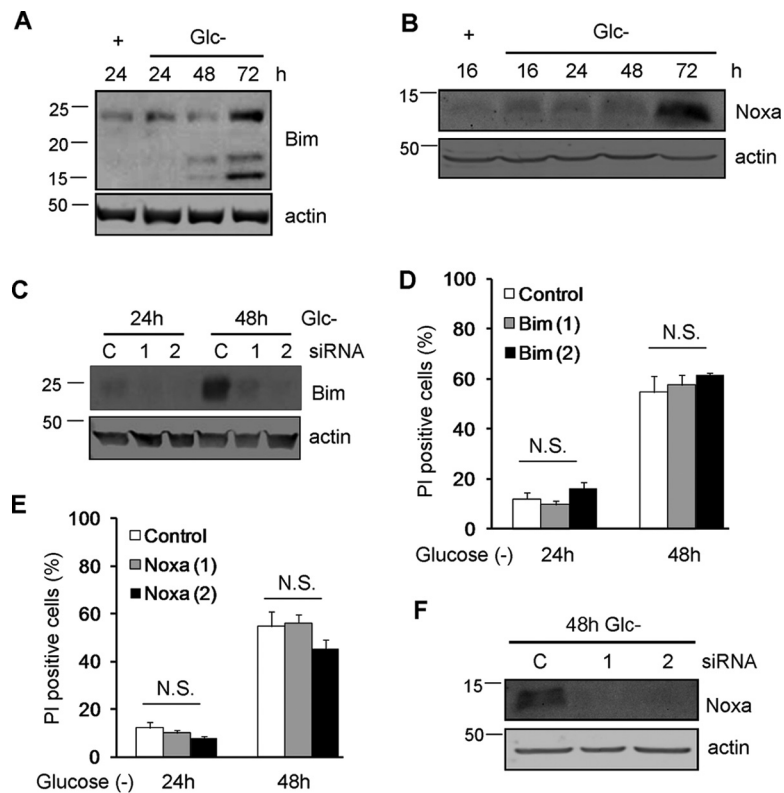 A
+ Glc-
24 24 48 72 h
25
20
15
Bim
50
actin
B
+ Glc-
16 16 24 48 72 h
15
Noxa
50
actin
C
24h 48h Glc-
C 1 2 C 1 2 siRNA
25
Bim
50
actin
D
PI positive cells (%)
100
80
60
40
20
0
Control
Bim (1)
Bim (2)
N.S.
N.S.
Glucose (-) 24h 48h
E
PI positive cells (%)
100
80
60
40
20
0
Control
Noxa (1)
Noxa (2)
N.S.
N.S.
Glucose (-) 24h 48h
F
48h Glc-
C 1 2 siRNA
15
Noxa
50
actin